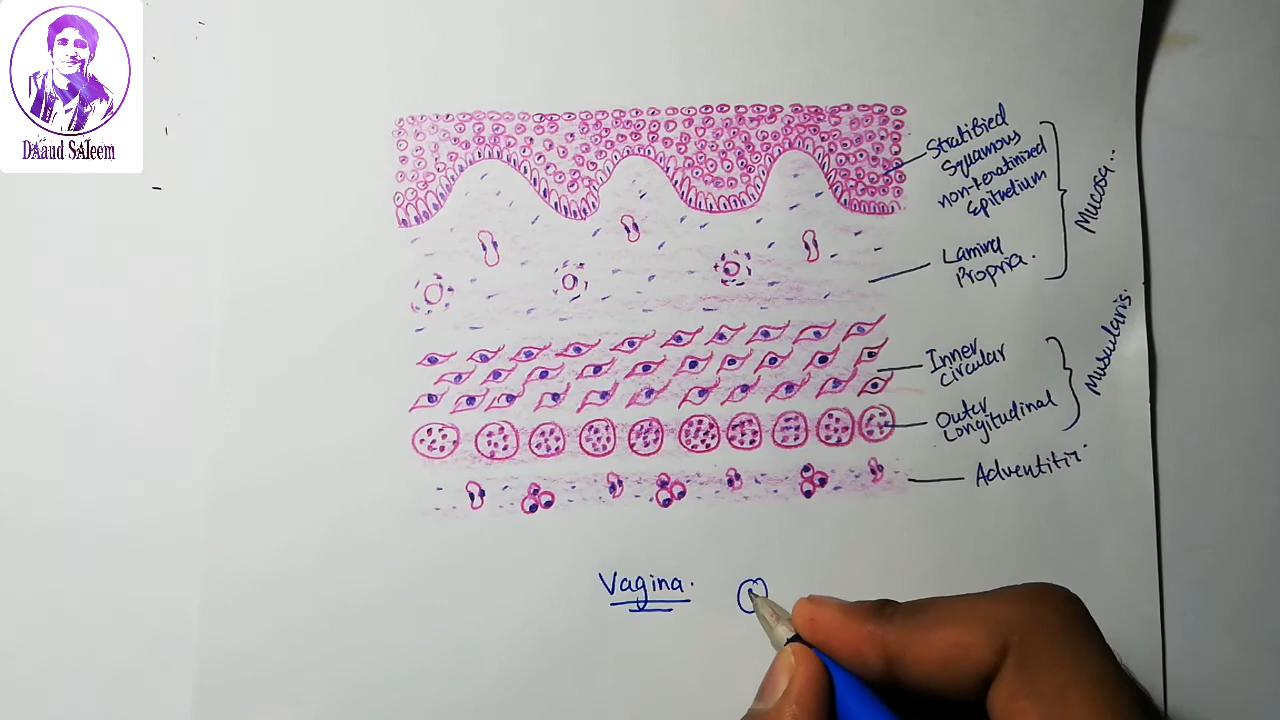 DAaud SAleem
Stratified
Squamous
non-keratinized
Epithelium
Mucosa..
Lamina
Propria.
Muscularis.
Inner
circular
Outer
Longitudinal
Adventitia.
Vagina.